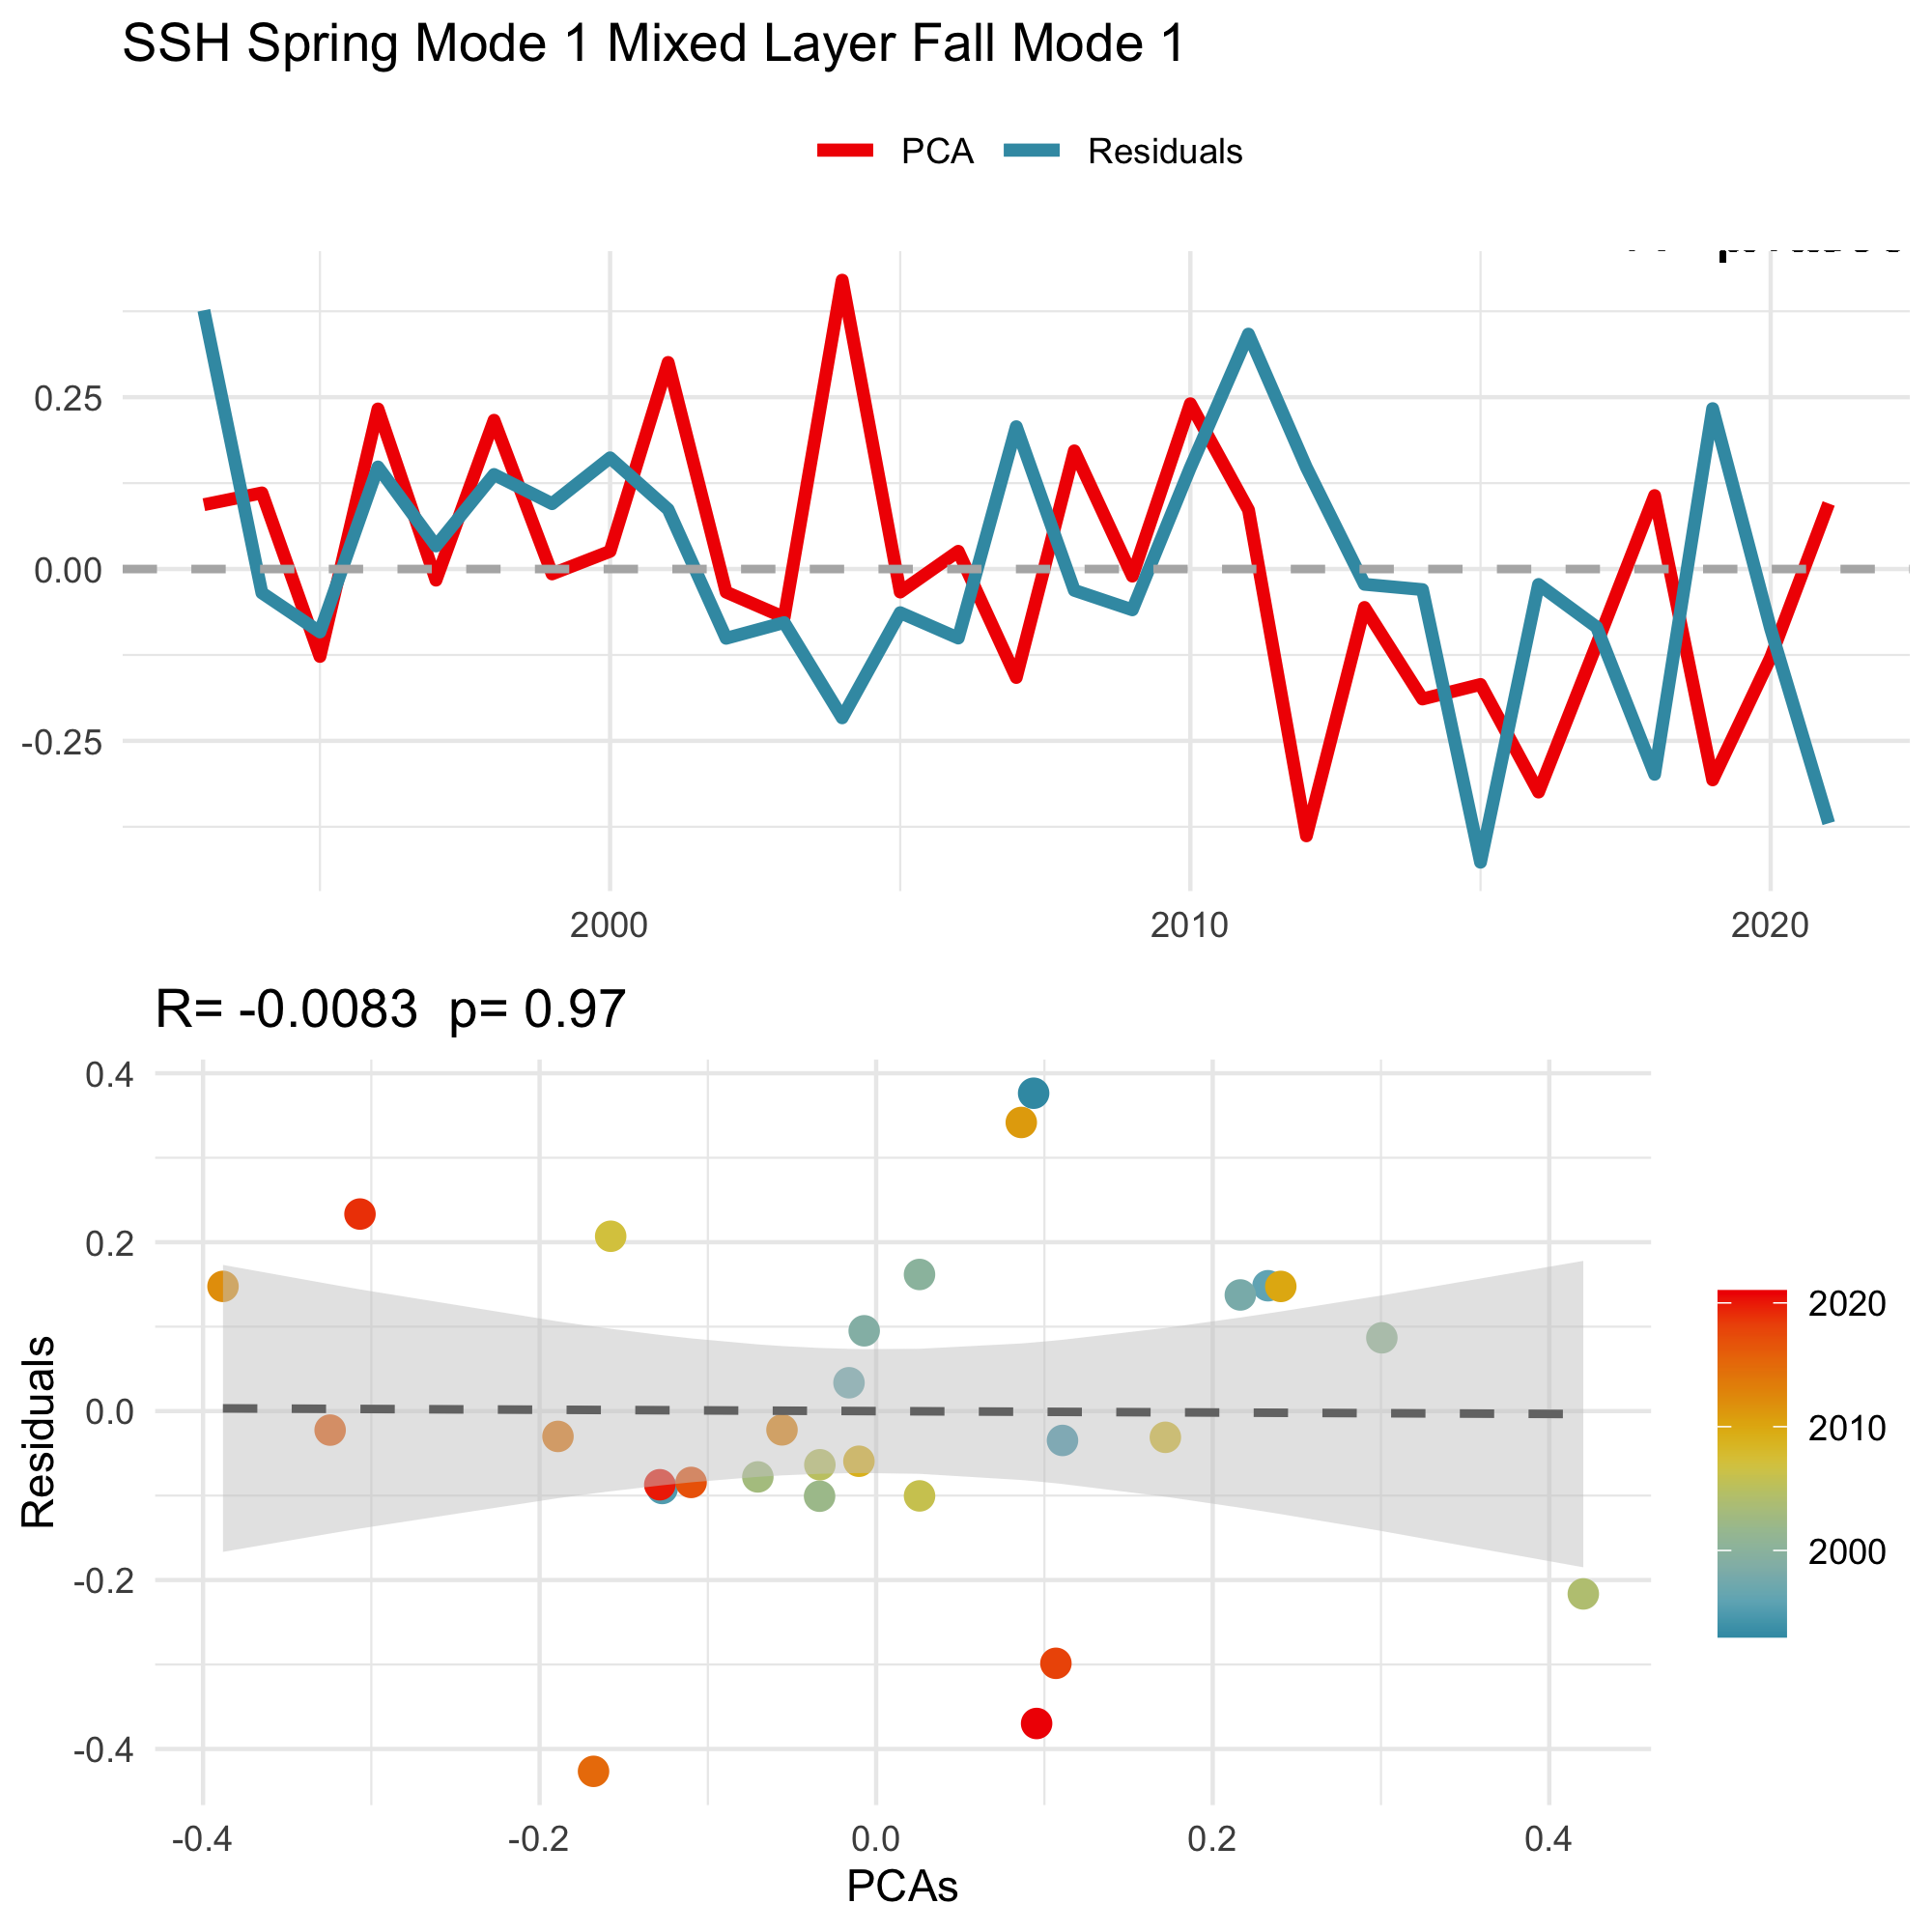 SSH Spring Mode 1 Mixed Layer Fall Mode 1
PCA Residuals
0.25
0.00
-0.25
2000 2010 2020
R= -0.0083 p= 0.97
Residuals
0.4
0.2
0.0
-0.2
-0.4
-0.4 -0.2 0.0 0.2 0.4
PCAs
2020
2010
2000